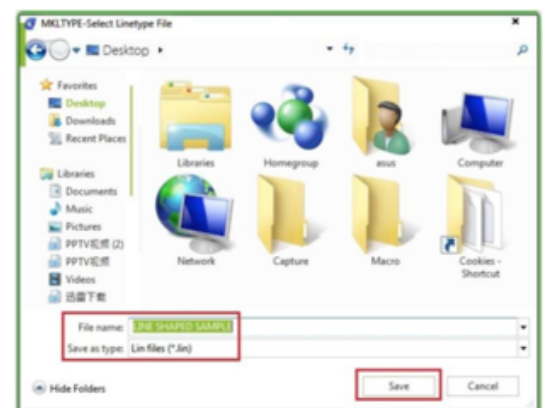 MKLTYPE-Select Linetype File
Desktop
Favorites
Desktop
Downloads
Recent Places
Libraries
Documents
Music
Pictures
PPTV视频 (2)
PPTV视频
Videos
迅雷下载
Libraries
Homegroup
asus
Computer
Network
Capture
Macro
Cookies -
Shortcut
File name: LINE SHAPED SAMPLE
Save as type: Lin files (*.lin)
Hide Folders
Save
Cancel